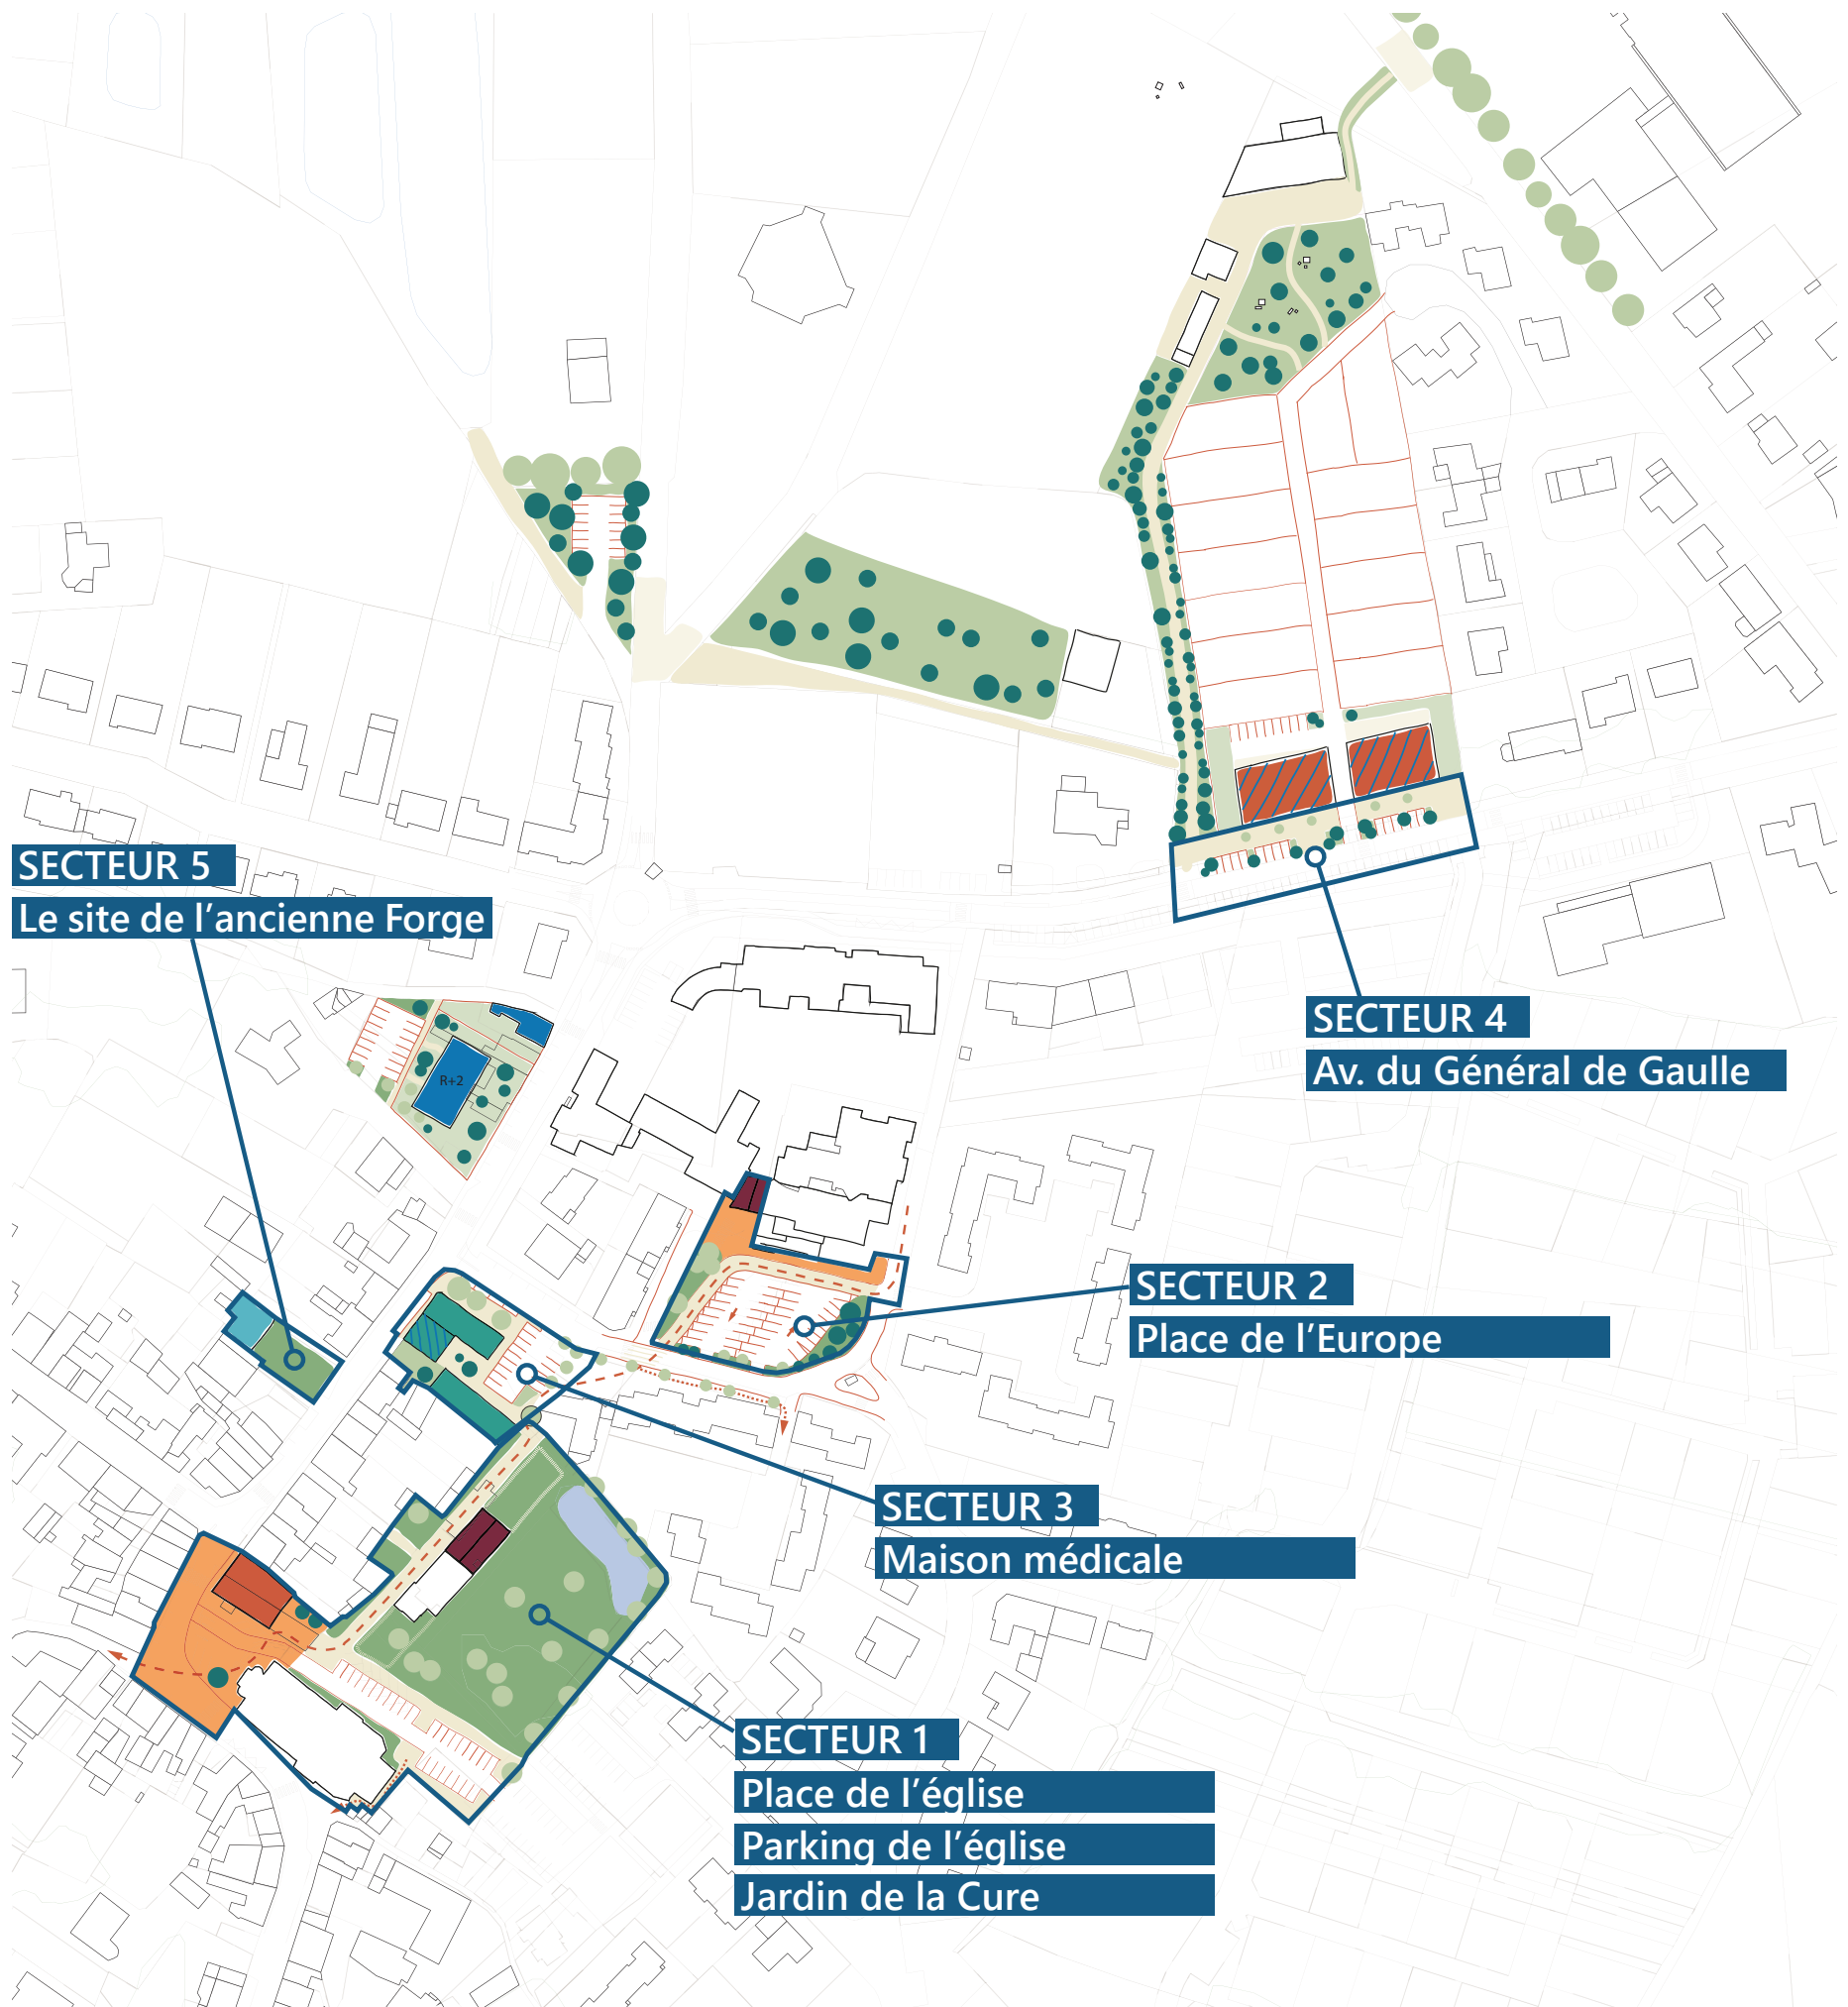 SECTEUR 5
Le site de l’ancienne Forge
SECTEUR 4
Av. du Général de Gaulle
R+2
SECTEUR 2
Place de l’Europe
SECTEUR 3
Maison médicale
SECTEUR 1
Place de l’église
Parking de l’église
Jardin de la Cure